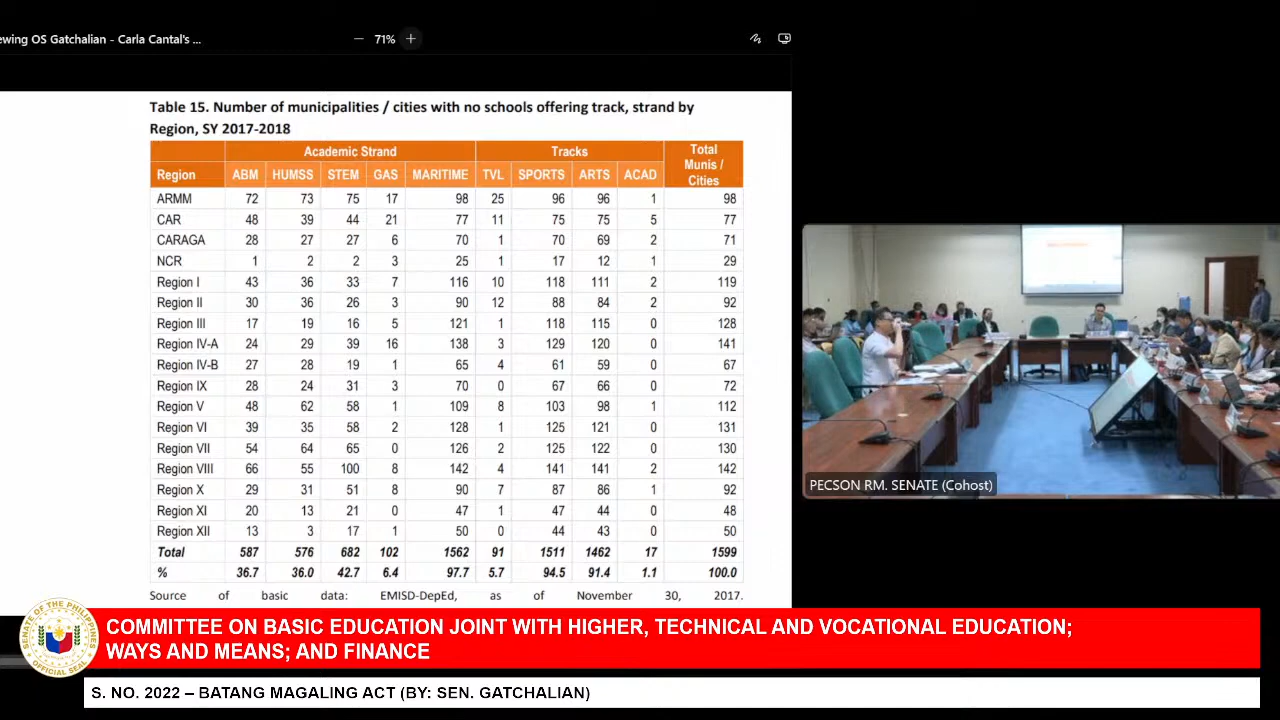 ewing OS Gatchalian - Carla Cantal's ...
71%
Table 15. Number of municipalities / cities with no schools offering track, strand by
Region, SY 2017-2018
Academic Strand Tracks Total Munis / Cities
Region ABM HUMSS STEM GAS MARITIME TVL SPORTS ARTS ACAD
ARMM 72 73 75 17 98 25 96 96 1 98
CAR 48 39 44 21 77 11 75 75 5 77
CARAGA 28 27 27 6 70 1 70 69 2 71
NCR 1 2 2 3 25 1 17 12 1 29
Region I 43 36 33 7 116 10 118 111 2 119
Region II 30 36 26 3 90 12 88 84 2 92
Region III 17 19 16 5 121 1 118 115 0 128
Region IV-A 24 29 39 16 138 3 129 120 0 141
Region IV-B 27 28 19 1 65 4 61 59 0 67
Region IX 28 24 31 3 70 0 67 66 0 72
Region V 48 62 58 1 109 8 103 98 1 112
Region VI 39 35 58 2 128 1 125 121 0 131
Region VII 54 64 65 0 126 2 125 122 0 130
Region VIII 66 55 100 8 142 4 141 141 2 142
Region X 29 31 51 8 90 7 87 86 1 92
Region XI 20 13 21 0 47 1 47 44 0 48
Region XII 13 3 17 1 50 0 44 43 0 50
Total 587 576 682 102 1562 91 1511 1462 17 1599
% 36.7 36.0 42.7 6.4 97.7 5.7 94.5 91.4 1.1 100.0
Source of basic data: EMISD-DepEd, as of November 30, 2017.
PECSON RM. SENATE (Cohost)
SENATE OF THE PHILIPPINES
OFFICIAL SEAL
COMMITTEE ON BASIC EDUCATION JOINT WITH HIGHER, TECHNICAL AND VOCATIONAL EDUCATION;
WAYS AND MEANS; AND FINANCE
S. NO. 2022 – BATANG MAGALING ACT (BY: SEN. GATCHALIAN)